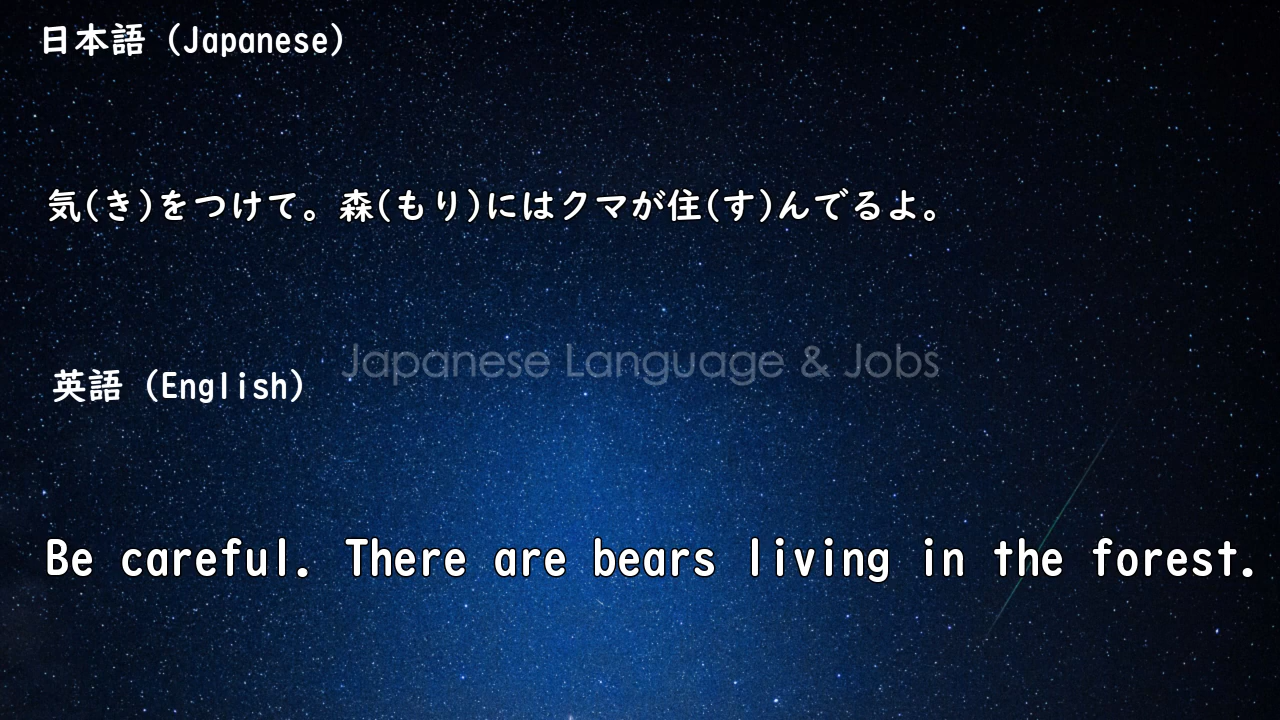 日本語（Japanese）
気(き)をつけて。森(もり)にはクマが住(す)んでるよ。
Japanese Language & Jobs
英語（English）
Be careful. There are bears living in the forest.